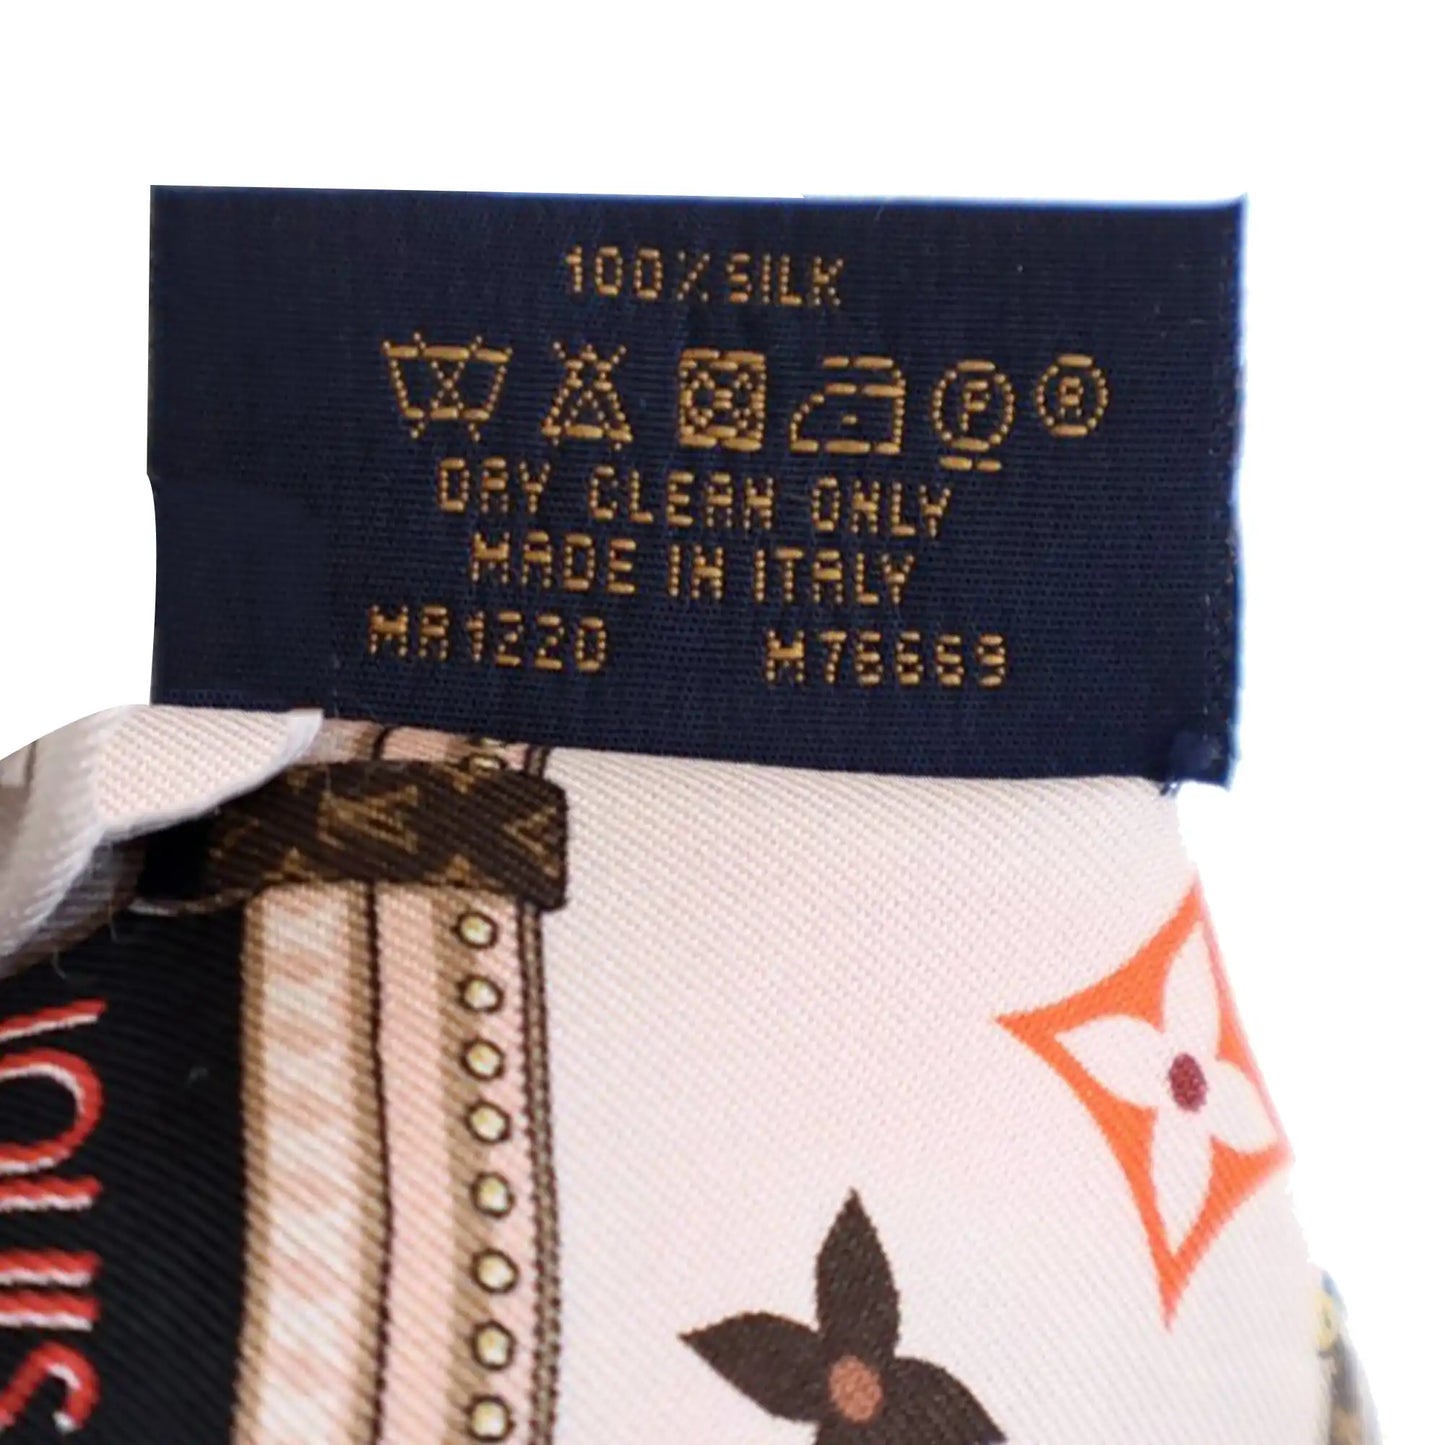 100% SILK
P R
DRY CLEAN ONLY
MADE IN ITALY
MR1220 M76669
LOUIS